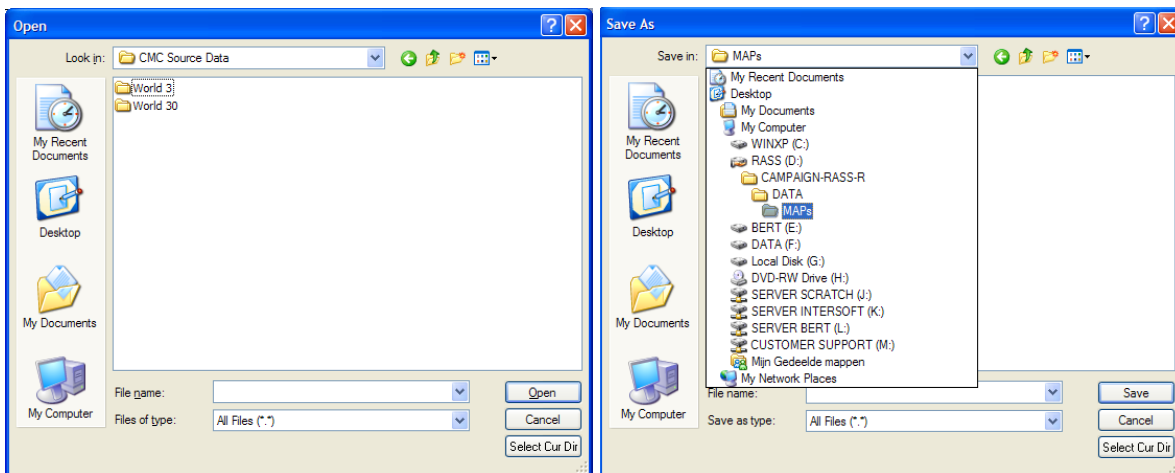 Open
Look in: CMC Source Data
World 3
World 30
My Recent
Documents
Desktop
My Documents
My Computer
File name:
Open
Files of type: All Files (*.*)
Cancel
Select Cur Dir
Save As
Save in: MAPs
My Recent Documents
Desktop
My Documents
My Computer
WINXP (C:)
RASS (D:)
CAMPAIGN-RASS-R
DATA
MAPs
BERT (E:)
DATA (F:)
Local Disk (G:)
DVD-RW Drive (H:)
SERVER SCRATCH (J:)
SERVER INTERSOFT (K:)
SERVER BERT (L:)
CUSTOMER SUPPORT (M:)
Mijn Gedeelde mappen
My Network Places
My Recent
Documents
Desktop
My Documents
My Computer
File name:
Save
Save as type: All Files (*.*)
Cancel
Select Cur Dir